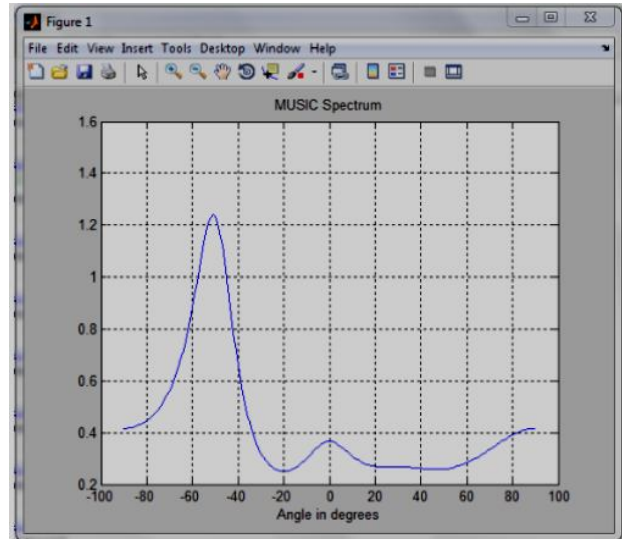 Figure 1
File Edit View Insert Tools Desktop Window Help
MUSIC Spectrum
1.6
1.4
1.2
1
0.8
0.6
0.4
0.2
-100 -80 -60 -40 -20 0 20 40 60 80 100
Angle in degrees